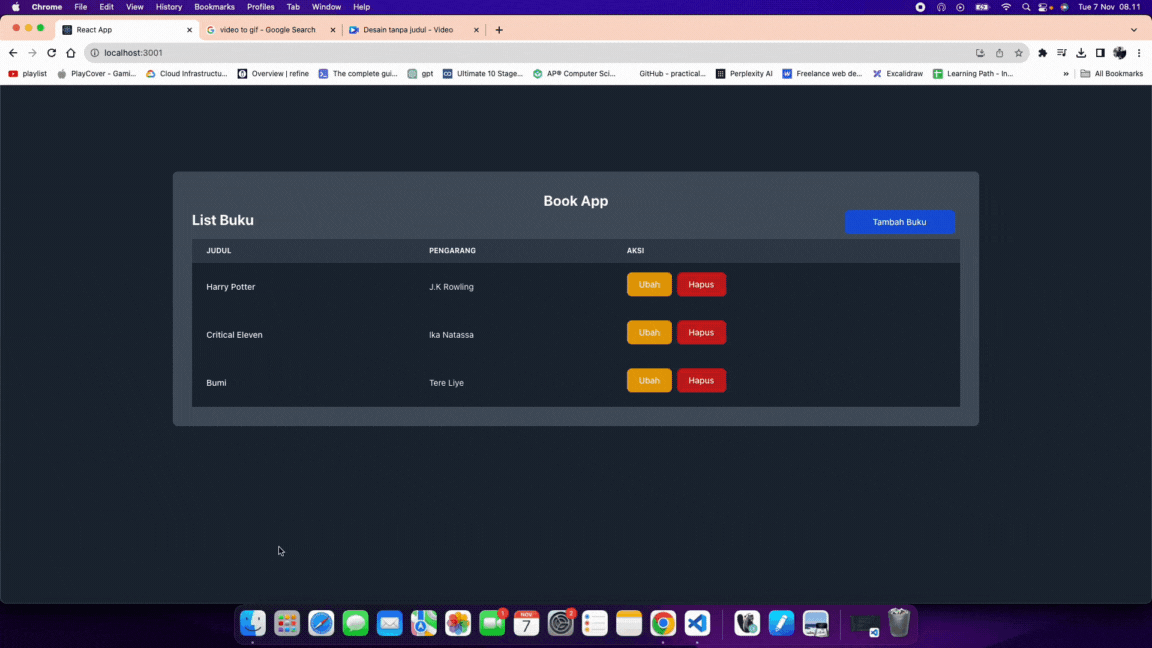 Chrome File Edit View History Bookmarks Profiles Tab Window Help Tue 7 Nov 08.11
React App video to gif - Google Search Desain tanpa judul - Video
localhost:3001
playlist PlayCover - Gami... Cloud Infrastructu... Overview | refine The complete gui... gpt Ultimate 10 Stage... AP® Computer Sci... GitHub - practical... Perplexity AI Freelance web de... Excalidraw Learning Path - In... » All Bookmarks
Book App
List Buku
Tambah Buku
JUDUL PENGARANG AKSI
Harry Potter J.K Rowling Ubah Hapus
Critical Eleven Ika Natassa Ubah Hapus
Bumi Tere Liye Ubah Hapus
1
NOV
7
2